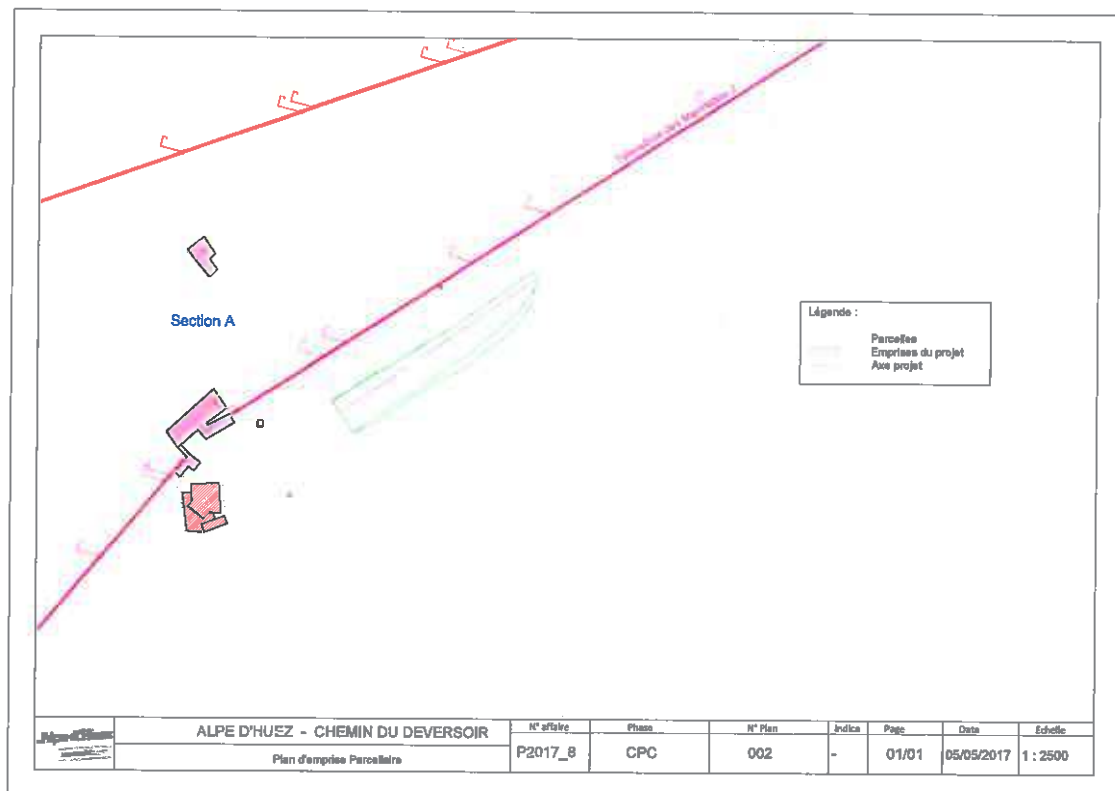 Section A
Légende :
Parcelles
Emprises du projet
Axe projet
ALPE D'HUEZ - CHEMIN DU DEVERSOIR
Plan d'emprise Parcellaire
N° affaire
P2017_8
Phase
CPC
N° Plan
002
Indice
-
Page
01/01
Date
05/05/2017
Echelle
1 : 2500